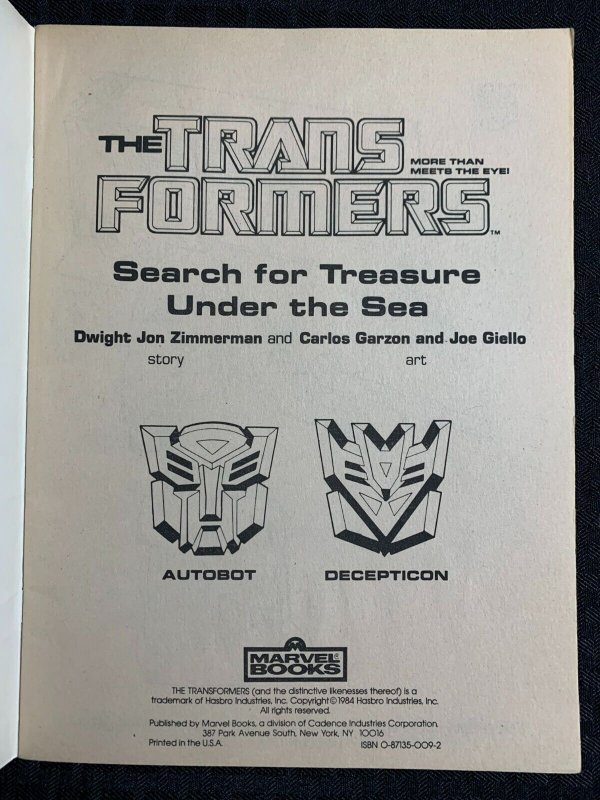 THE TRANS
MORE THAN
MEETS THE EYE!
FORMERS™
Search for Treasure
Under the Sea
Dwight Jon Zimmerman and Carlos Garzon and Joe Giello
story art
AUTOBOT DECEPTICON
MARVEL®
BOOKS
THE TRANSFORMERS (and the distinctive likenesses thereof) is a
trademark of Hasbro Industries, Inc. Copyright © 1984 Hasbro Industries, Inc.
All rights reserved.
Published by Marvel Books, a division of Cadence Industries Corporation.
387 Park Avenue South, New York, NY 10016
Printed in the U.S.A. ISBN 0-87135-009-2